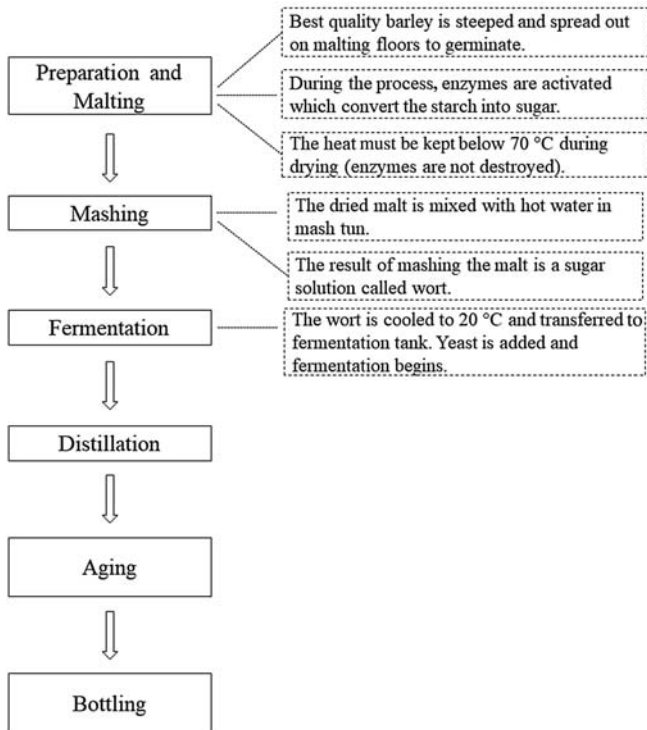 Best quality barley is steeped and spread out
on malting floors to germinate.
Preparation and
Malting
During the process, enzymes are activated
which convert the starch into sugar.
The heat must be kept below 70 °C during
drying (enzymes are not destroyed).
Mashing
The dried malt is mixed with hot water in
mash tun.
The result of mashing the malt is a sugar
solution called wort.
Fermentation
The wort is cooled to 20 °C and transferred to
fermentation tank. Yeast is added and
fermentation begins.
Distillation
Aging
Bottling